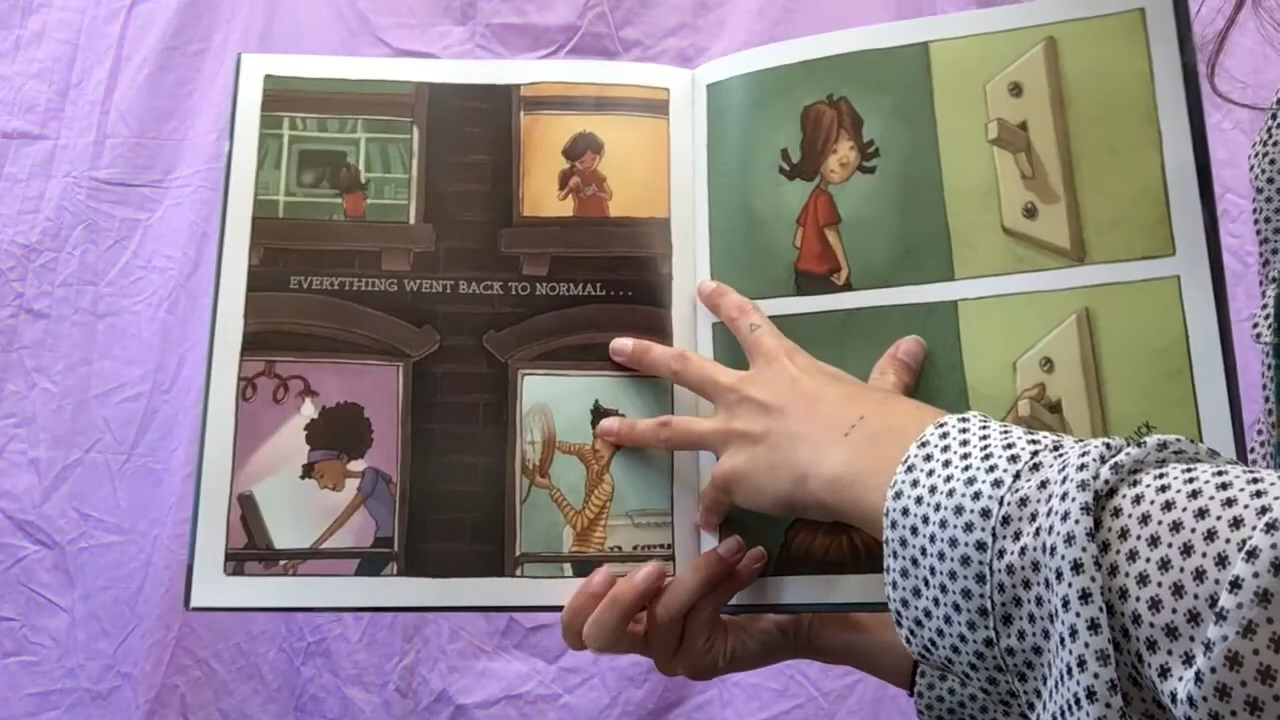 EVERYTHING WENT BACK TO NORMAL . . .